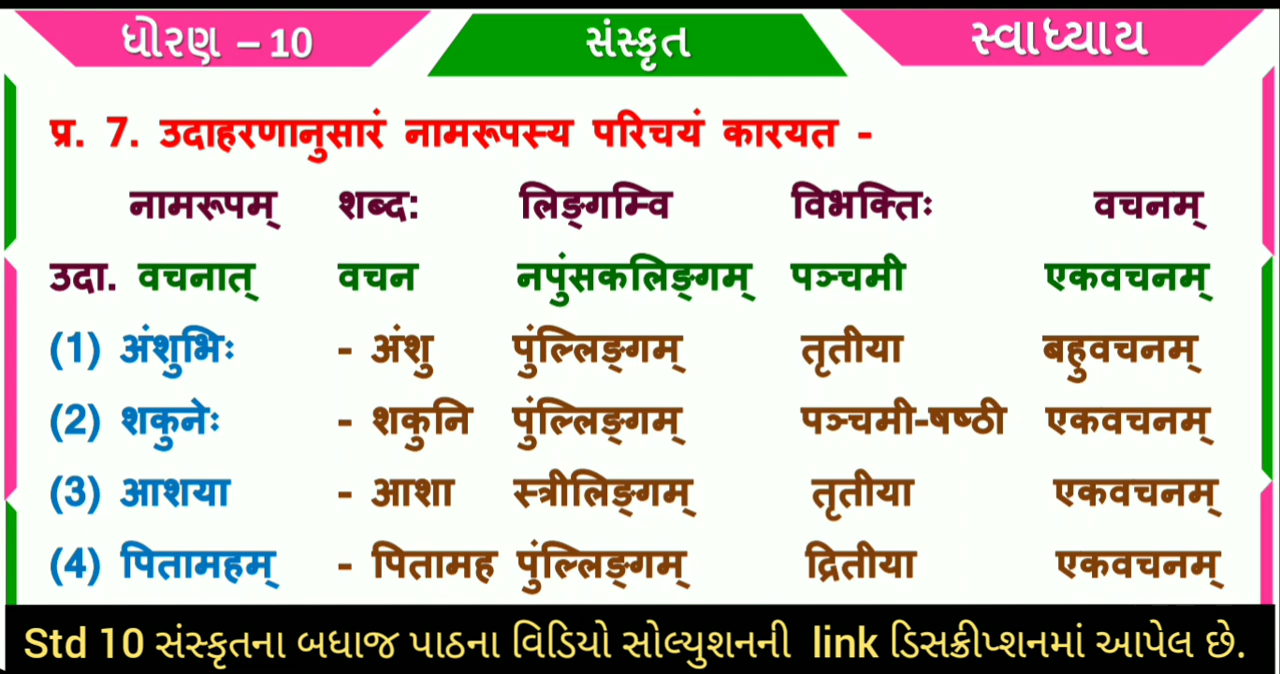 ધોરણ – 10 સંસ્કૃત સ્વાધ્યાય
प्र. 7. उदाहरणानुसारं नामरूपस्य परिचयं कारयत -
नामरूपम् शब्द: लिङ्गम्वि विभक्तिः वचनम्
उदा. वचनात् वचन नपुंसकलिङ्गम् पञ्चमी एकवचनम्
(1) अंशुभिः - अंशु पुंल्लिङ्गम् तृतीया बहुवचनम्
(2) शकुनेः - शकुनि पुंल्लिङ्गम् पञ्चमी-षष्ठी एकवचनम्
(3) आशया - आशा स्त्रीलिङ्गम् तृतीया एकवचनम्
(4) पितामहम् - पितामह पुंल्लिङ्गम् द्रितीया एकवचनम्
Std 10 સંસ્કૃતના બધાજ પાઠના વિડિયો સોલ્યુશનની link ડિસક્રીપ્શનમાં આપેલ છે.